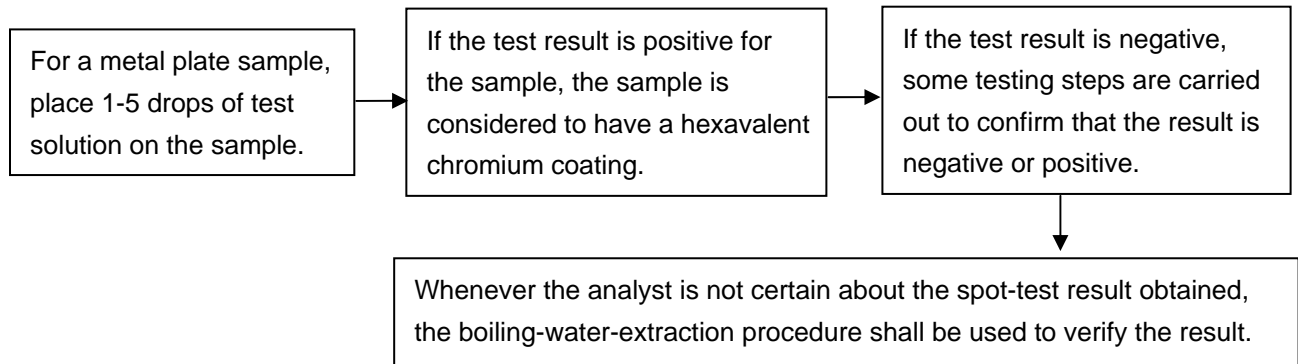 For a metal plate sample,
place 1-5 drops of test
solution on the sample.
If the test result is positive for
the sample, the sample is
considered to have a hexavalent
chromium coating.
If the test result is negative,
some testing steps are carried
out to confirm that the result is
negative or positive.
Whenever the analyst is not certain about the spot-test result obtained,
the boiling-water-extraction procedure shall be used to verify the result.